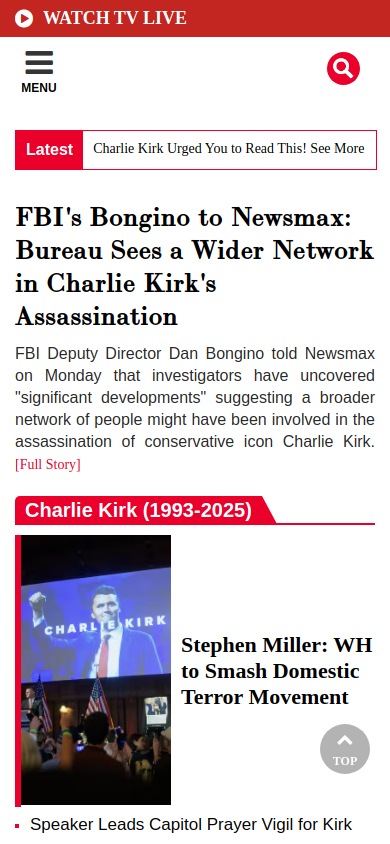 WATCH TV LIVE
MENU
Latest
Charlie Kirk Urged You to Read This! See More
FBI's Bongino to Newsmax:
Bureau Sees a Wider Network
in Charlie Kirk's
Assassination
FBI Deputy Director Dan Bongino told Newsmax
on Monday that investigators have uncovered
"significant developments" suggesting a broader
network of people might have been involved in the
assassination of conservative icon Charlie Kirk.
[Full Story]
Charlie Kirk (1993-2025)
CHARLIE KIRK
Stephen Miller: WH
to Smash Domestic
Terror Movement
TOP
Speaker Leads Capitol Prayer Vigil for Kirk